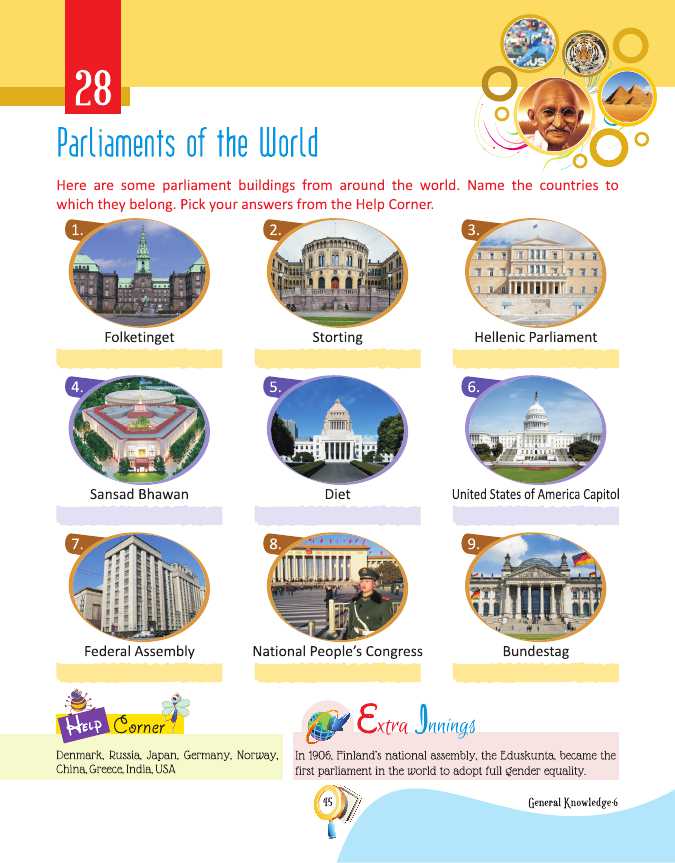 28
Parliaments of the World
Here are some parliament buildings from around the world. Name the countries to
which they belong. Pick your answers from the Help Corner.
1.
2.
3.
Folketinget
Storting
Hellenic Parliament
4.
5.
6.
Sansad Bhawan
Diet
United States of America Capitol
7.
8.
9.
Federal Assembly
National People's Congress
Bundestag
Help Corner
Denmark, Russia, Japan, Germany, Norway,
China, Greece, India, USA
Extra Innings
In 1906, Finland's national assembly, the Eduskunta, became the
first parliament in the world to adopt full gender equality.
45
General Knowledge-6